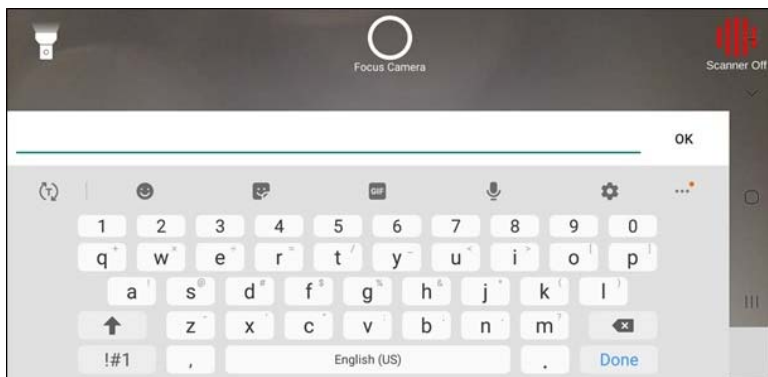 Focus Camera
Scanner Off
OK
GIF
1 2 3 4 5 6 7 8 9 0
q w e r t y u i o p
a s d f g h j k l
z x c v b n m
!#1 , English (US) . Done